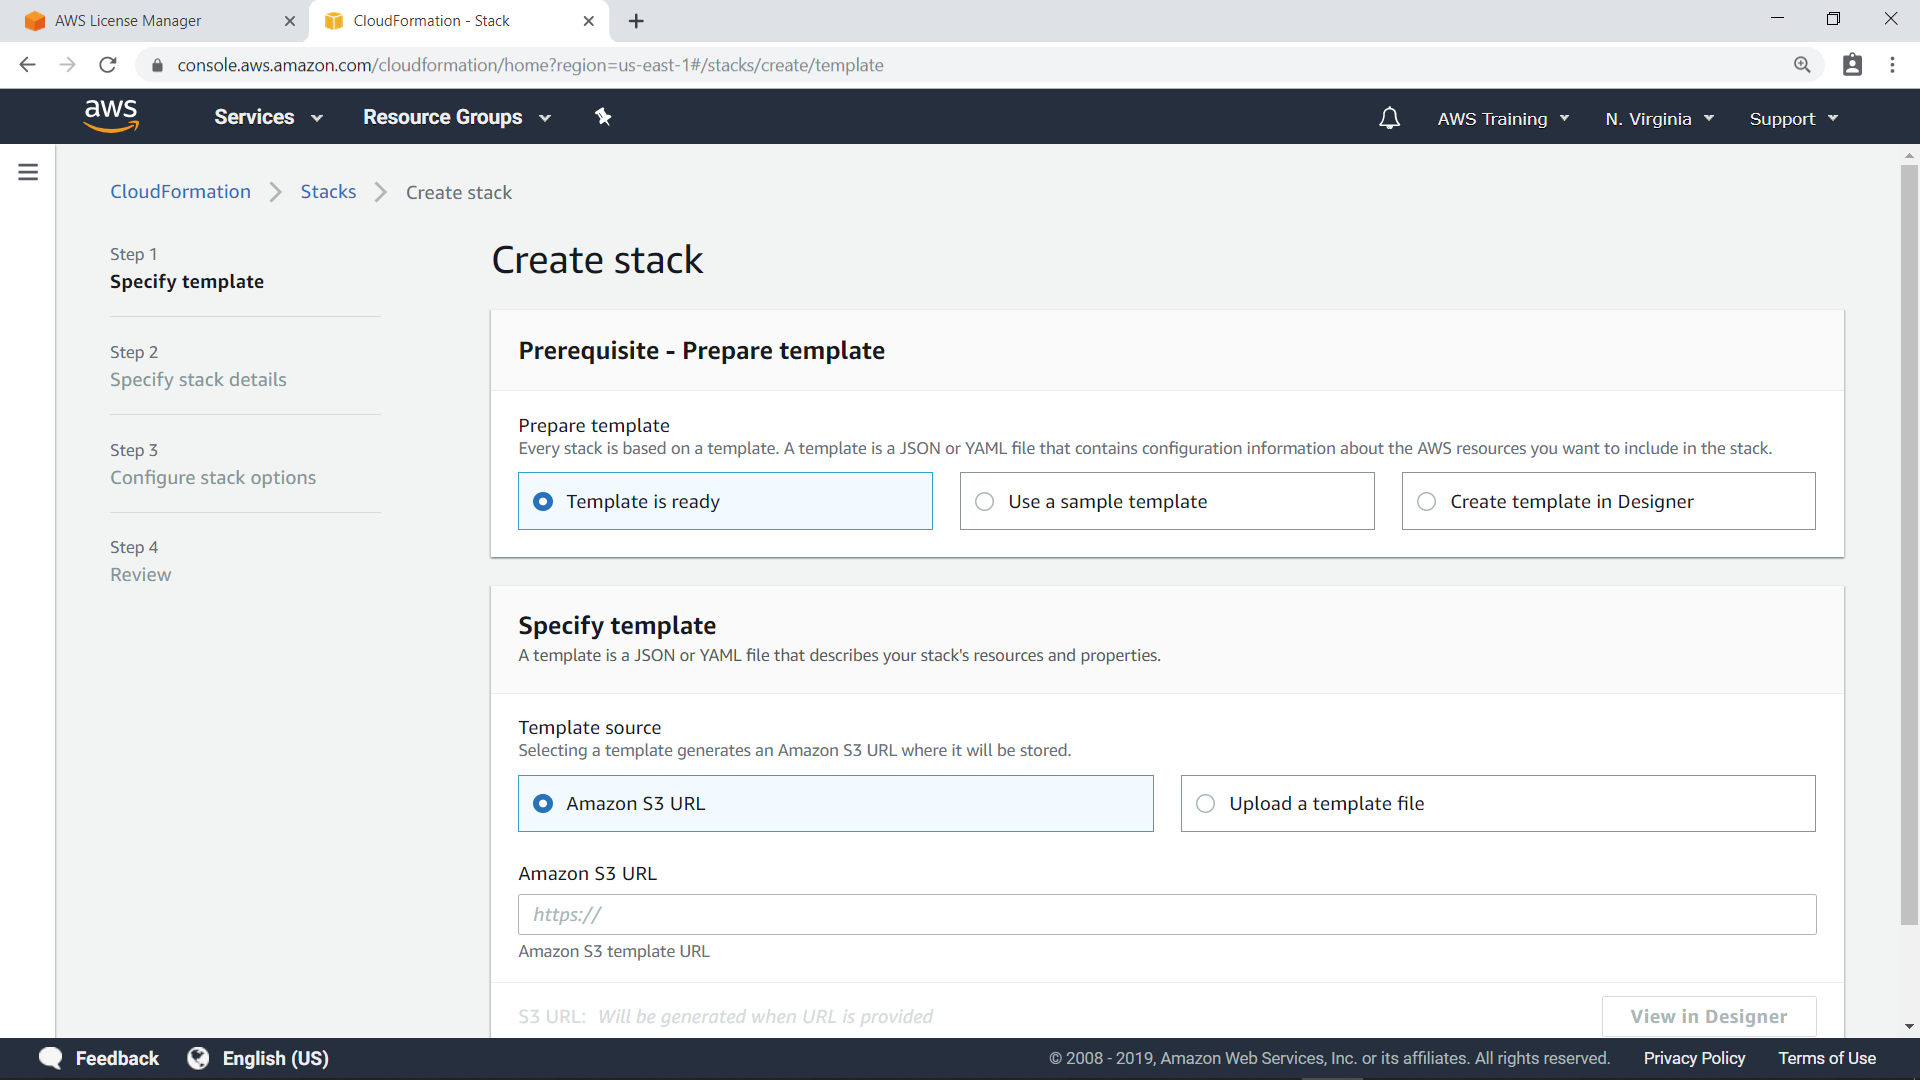 AWS License Manager
CloudFormation - Stack
console.aws.amazon.com/cloudformation/home?region=us-east-1#/stacks/create/template
aws
Services
Resource Groups
AWS Training
N. Virginia
Support
CloudFormation
Stacks
Create stack
Step 1
Specify template
Step 2
Specify stack details
Step 3
Configure stack options
Step 4
Review
Create stack
Prerequisite - Prepare template
Prepare template
Every stack is based on a template. A template is a JSON or YAML file that contains configuration information about the AWS resources you want to include in the stack.
Template is ready
Use a sample template
Create template in Designer
Specify template
A template is a JSON or YAML file that describes your stack's resources and properties.
Template source
Selecting a template generates an Amazon S3 URL where it will be stored.
Amazon S3 URL
Upload a template file
Amazon S3 URL
https://
Amazon S3 template URL
S3 URL: Will be generated when URL is provided
View in Designer
Feedback
English (US)
© 2008 - 2019, Amazon Web Services, Inc. or its affiliates. All rights reserved.
Privacy Policy
Terms of Use